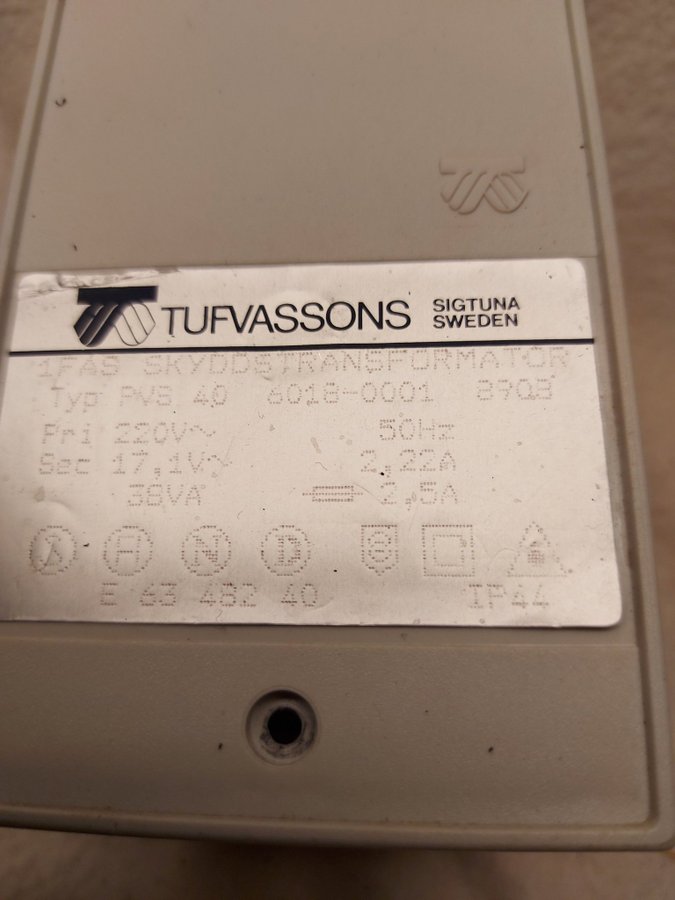 TUFVASSONS SIGTUNA SWEDEN
1FAS SKYDDSTRANSFORMATOR
Typ PVS 40 6018-0001 8903
Pri 220V~ 50Hz
Sec 17,1V~ 2,22A
38VA 2,5A
N D
E 63 482 40 IP44